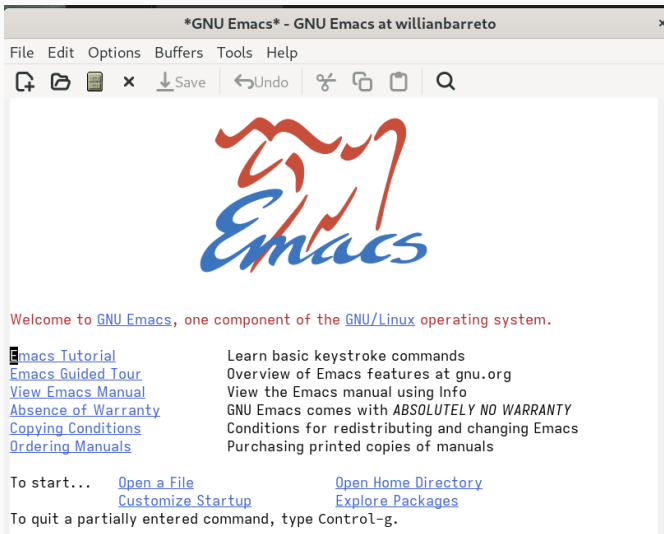 *GNU Emacs* - GNU Emacs at willianbarreto
File Edit Options Buffers Tools Help
Save Undo
Emacs
Welcome to GNU Emacs, one component of the GNU/Linux operating system.
Emacs Tutorial Learn basic keystroke commands
Emacs Guided Tour Overview of Emacs features at gnu.org
View Emacs Manual View the Emacs manual using Info
Absence of Warranty GNU Emacs comes with ABSOLUTELY NO WARRANTY
Copying Conditions Conditions for redistributing and changing Emacs
Ordering Manuals Purchasing printed copies of manuals
To start... Open a File Open Home Directory
Customize Startup Explore Packages
To quit a partially entered command, type Control-g.